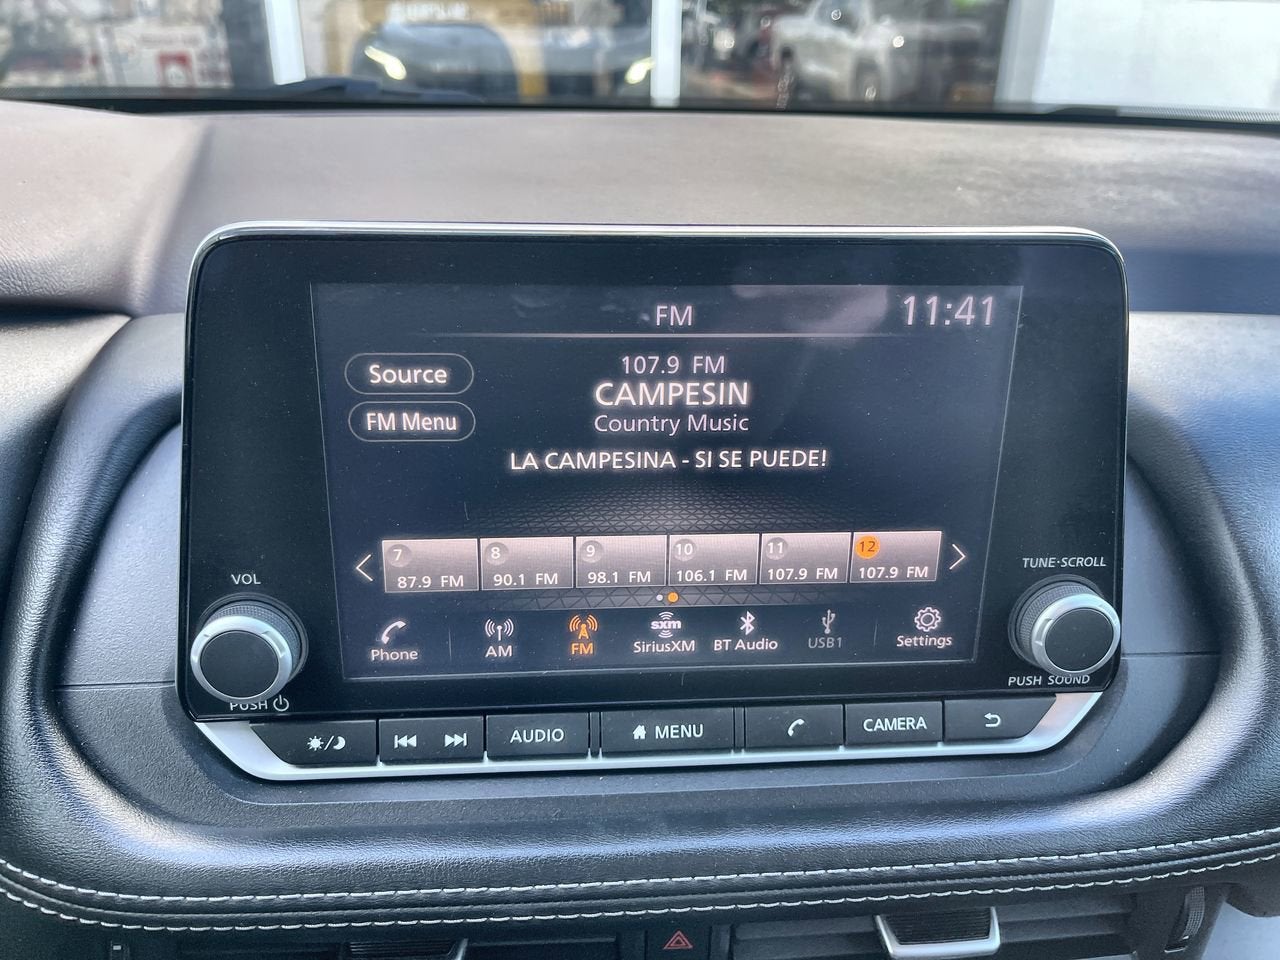 FM
11:41
Source
107.9 FM
CAMPESIN
FM Menu
Country Music
LA CAMPESINA - SI SE PUEDE!
7
87.9 FM
8
90.1 FM
9
98.1 FM
10
106.1 FM
11
107.9 FM
12
107.9 FM
VOL
TUNE·SCROLL
Phone
AM
FM
sxm
SiriusXM
BT Audio
USB1
Settings
PUSH
PUSH SOUND
AUDIO
MENU
CAMERA